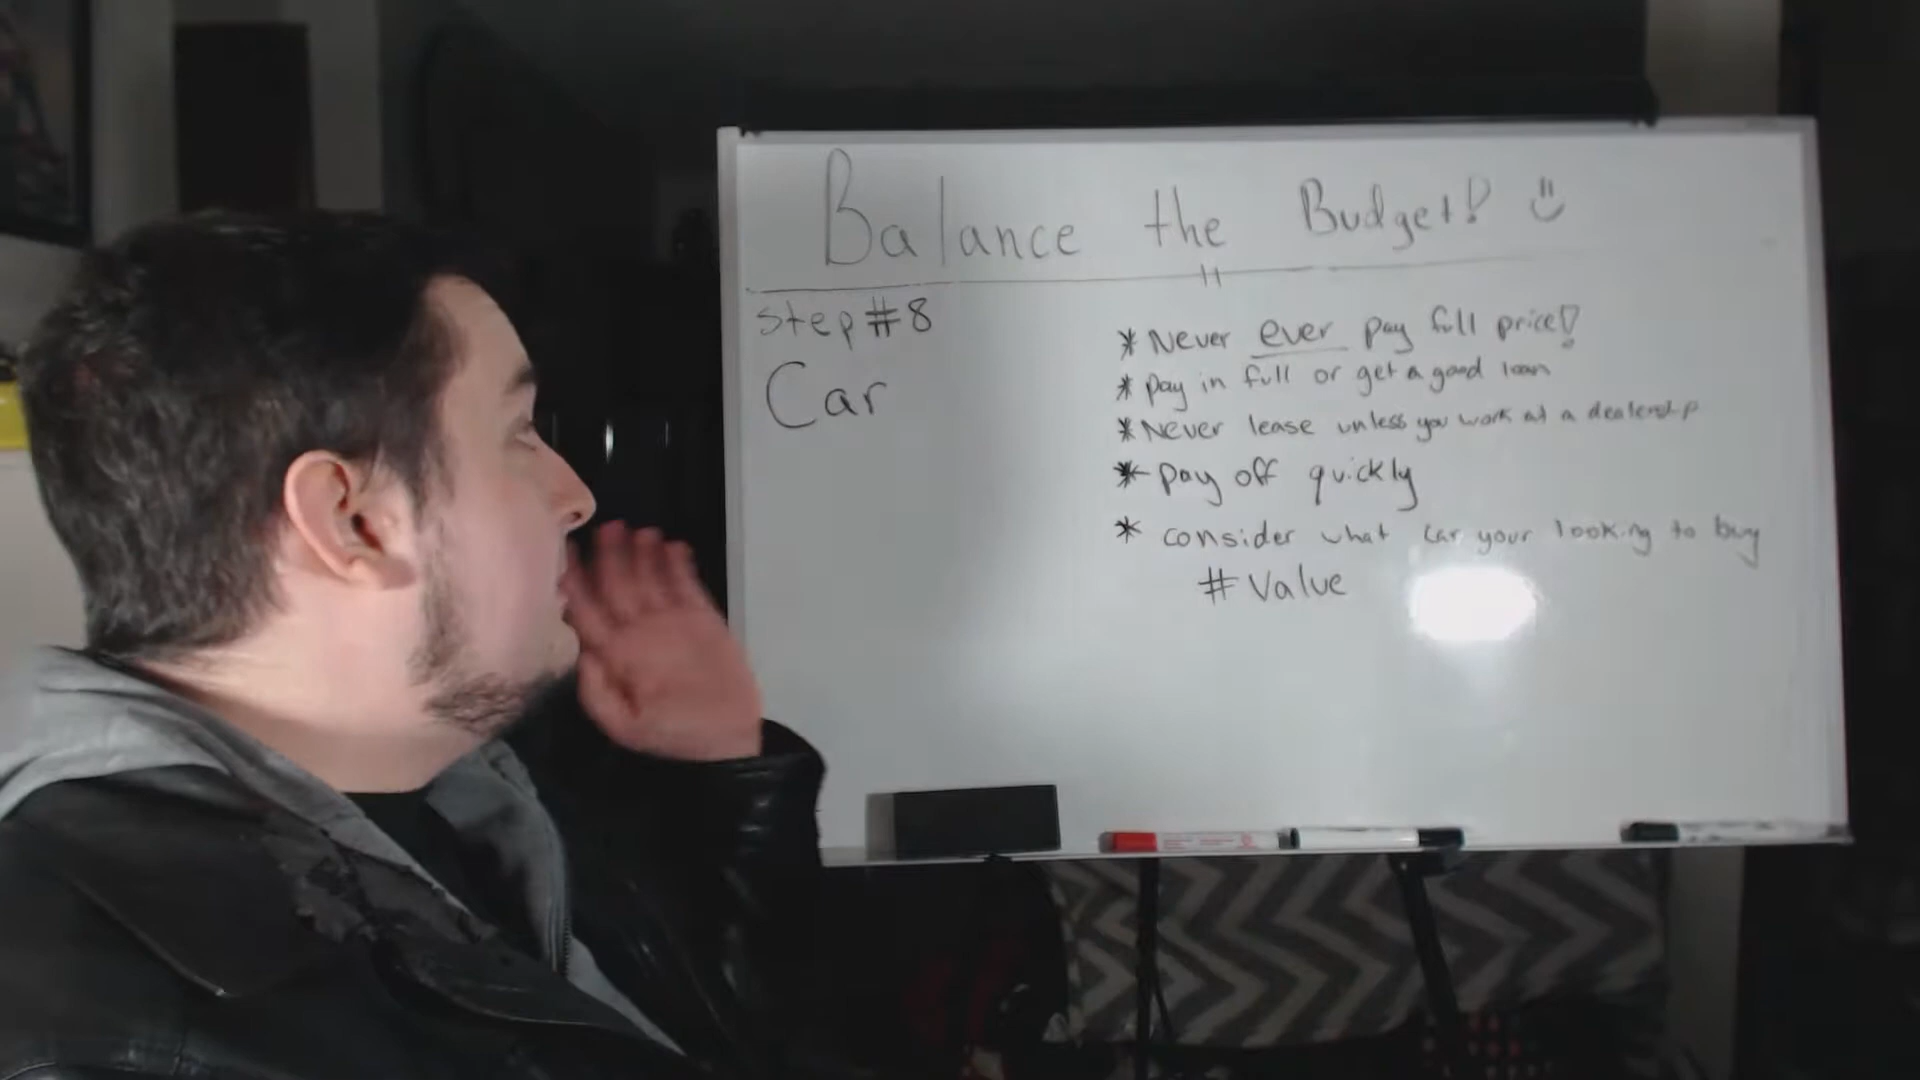 Balance the Budget!
step #8
Car
* Never ever pay full price!
* pay in full or get a good loan
* Never lease unless you work at a dealership
* pay off quickly
* consider what car your looking to buy
# Value